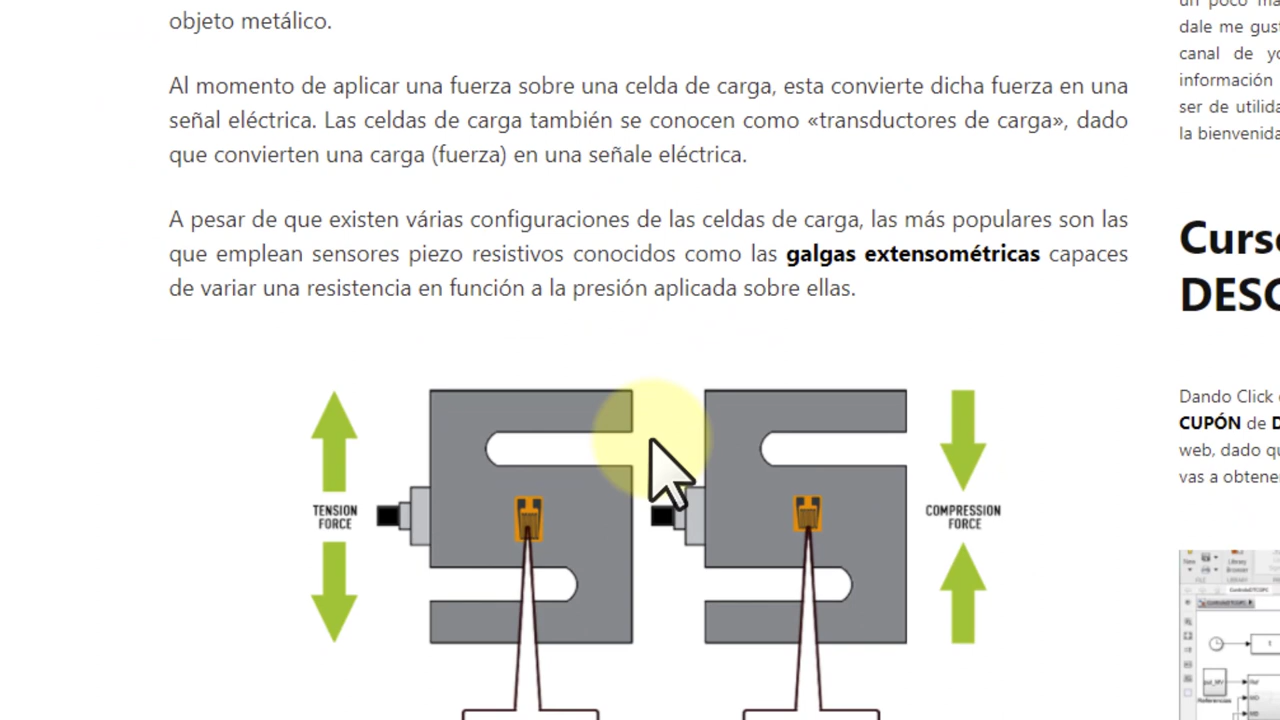 objeto metálico.
Al momento de aplicar una fuerza sobre una celda de carga, esta convierte dicha fuerza en una
señal eléctrica. Las celdas de carga también se conocen como «transductores de carga», dado
que convierten una carga (fuerza) en una señale eléctrica.
A pesar de que existen várias configuraciones de las celdas de carga, las más populares son las
que emplean sensores piezo resistivos conocidos como las galgas extensométricas capaces
de variar una resistencia en función a la presión aplicada sobre ellas.
TENSION
FORCE
COMPRESSION
FORCE
dale me gust
canal de yo
información
ser de utilida
la bienvenida
Curso
DESC
Dando Click
CUPÓN de D
web, dado qu
vas a obtener